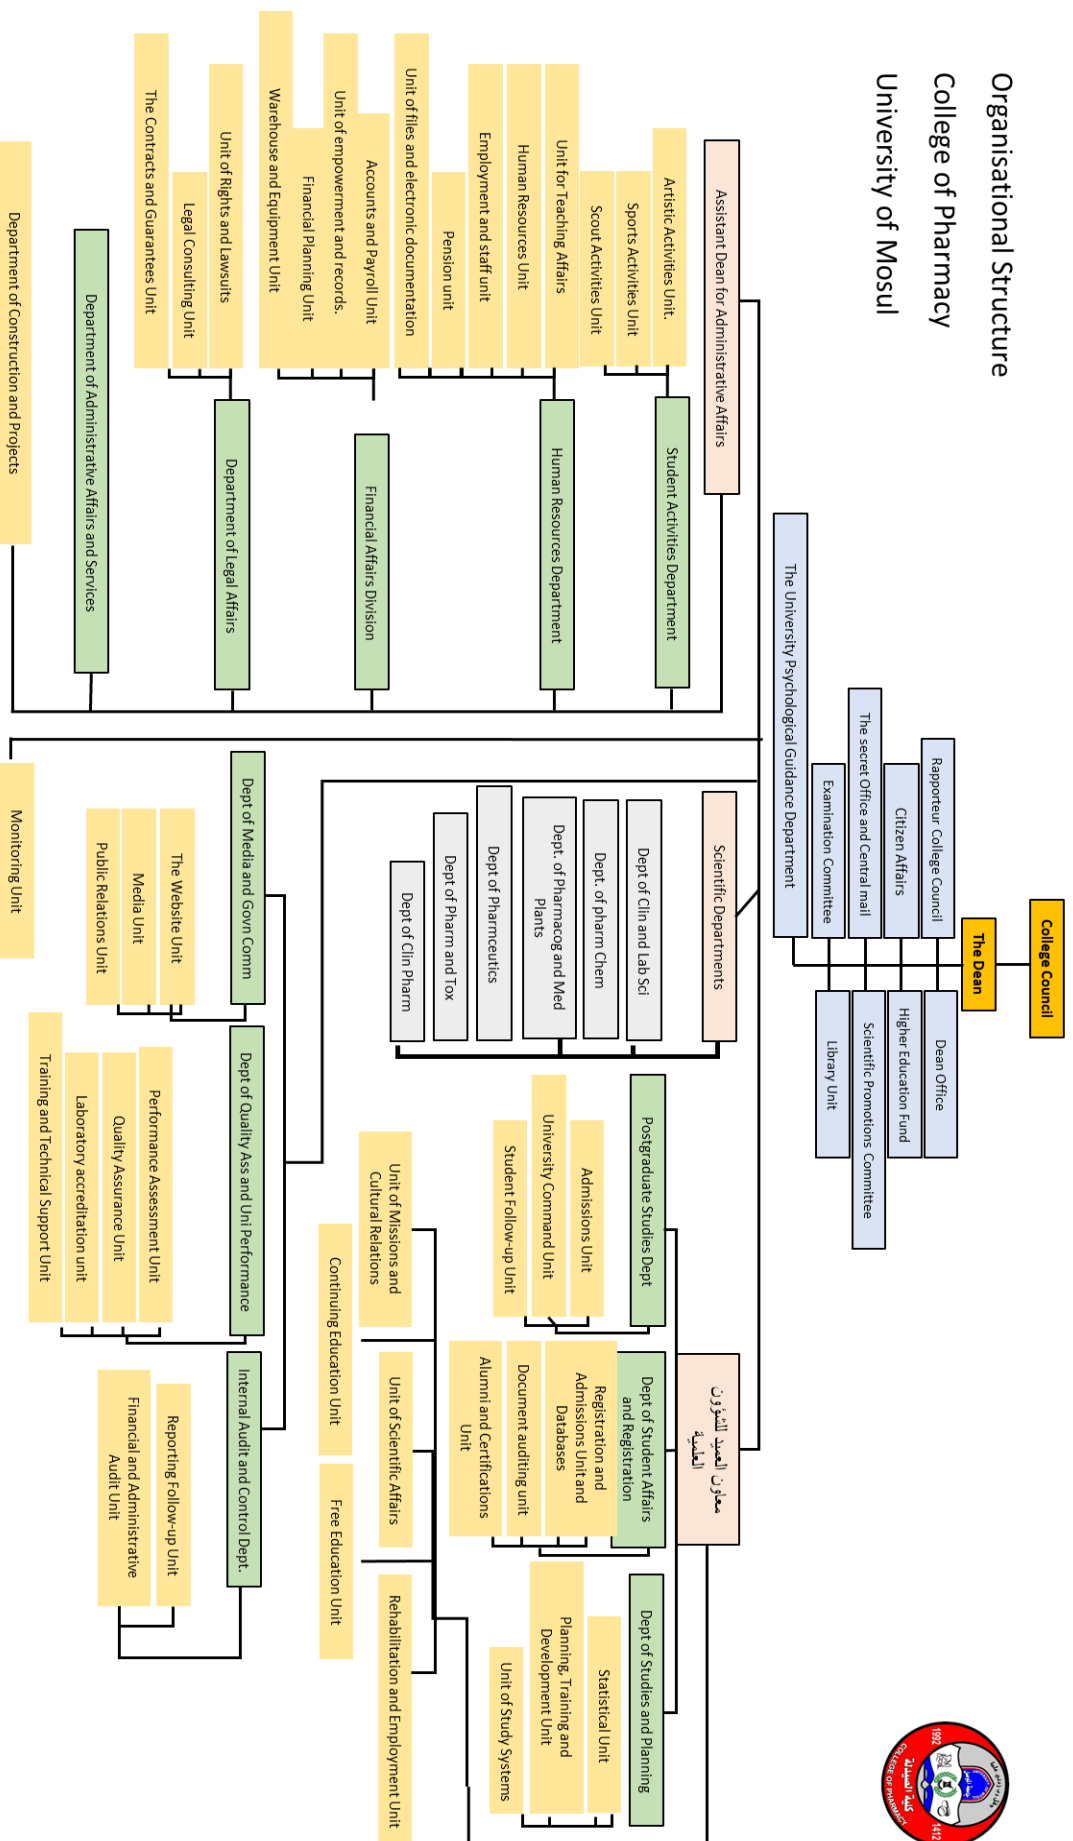 Organisational Structure
College of Pharmacy
University of Mosul
College Council
The Dean
Rapporteur College Council
Dean Office
Citizen Affairs
Higher Education Fund
The secret Office and Central mail
Scientific Promotions Committee
Examination Committee
Library Unit
The University Psychological Guidance Department
Assistant Dean for Administrative Affairs
Scientific Departments
معاون العميد للشؤون
العلمية
Student Activities Department
Artistic Activities Unit.
Sports Activities Unit
Scout Activities Unit
Human Resources Department
Unit for Teaching Affairs
Human Resources Unit
Employment and staff unit
Pension unit
Unit of files and electronic documentation
Financial Affairs Division
Accounts and Payroll Unit
Unit of empowerment and records.
Financial Planning Unit
Warehouse and Equipment Unit
Department of Legal Affairs
Unit of Rights and Lawsuits
Legal Consulting Unit
The Contracts and Guarantees Unit
Department of Administrative Affairs and Services
Department of Construction and Projects
Dept of Clin and Lab Sci
Dept. of pharm Chem
Dept. of Pharmacog and Med
Plants
Dept of Pharmceutics
Dept of Pharm and Tox
Dept of Clin Pharm
Postgraduate Studies Dept
Admissions Unit
University Command Unit
Student Follow-up Unit
Dept of Student Affairs
and Registration
Registration and
Admissions Unit and
Databases
Document auditing unit
Alumni and Certifications
Unit
Dept of Studies and Planning
Statistical Unit
Planning, Training and
Development Unit
Unit of Study Systems
Unit of Missions and
Cultural Relations
Unit of Scientific Affairs
Rehabilitation and Employment Unit
Continuing Education Unit
Free Education Unit
Dept of Media and Govn Comm
The Website Unit
Media Unit
Public Relations Unit
Dept of Quality Ass and Uni Performance
Performance Assessment Unit
Quality Assurance Unit
Laboratory accreditation unit
Training and Technical Support Unit
Internal Audit and Control Dept.
Reporting Follow-up Unit
Financial and Administrative
Audit Unit
Monitoring Unit
1992
1412
كلية الصيدلة
COLLEGE OF PHARMACY